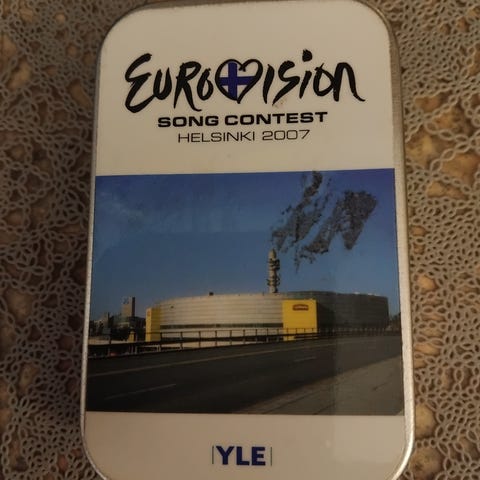 EUROVISION
SONG CONTEST
HELSINKI 2007
YLE